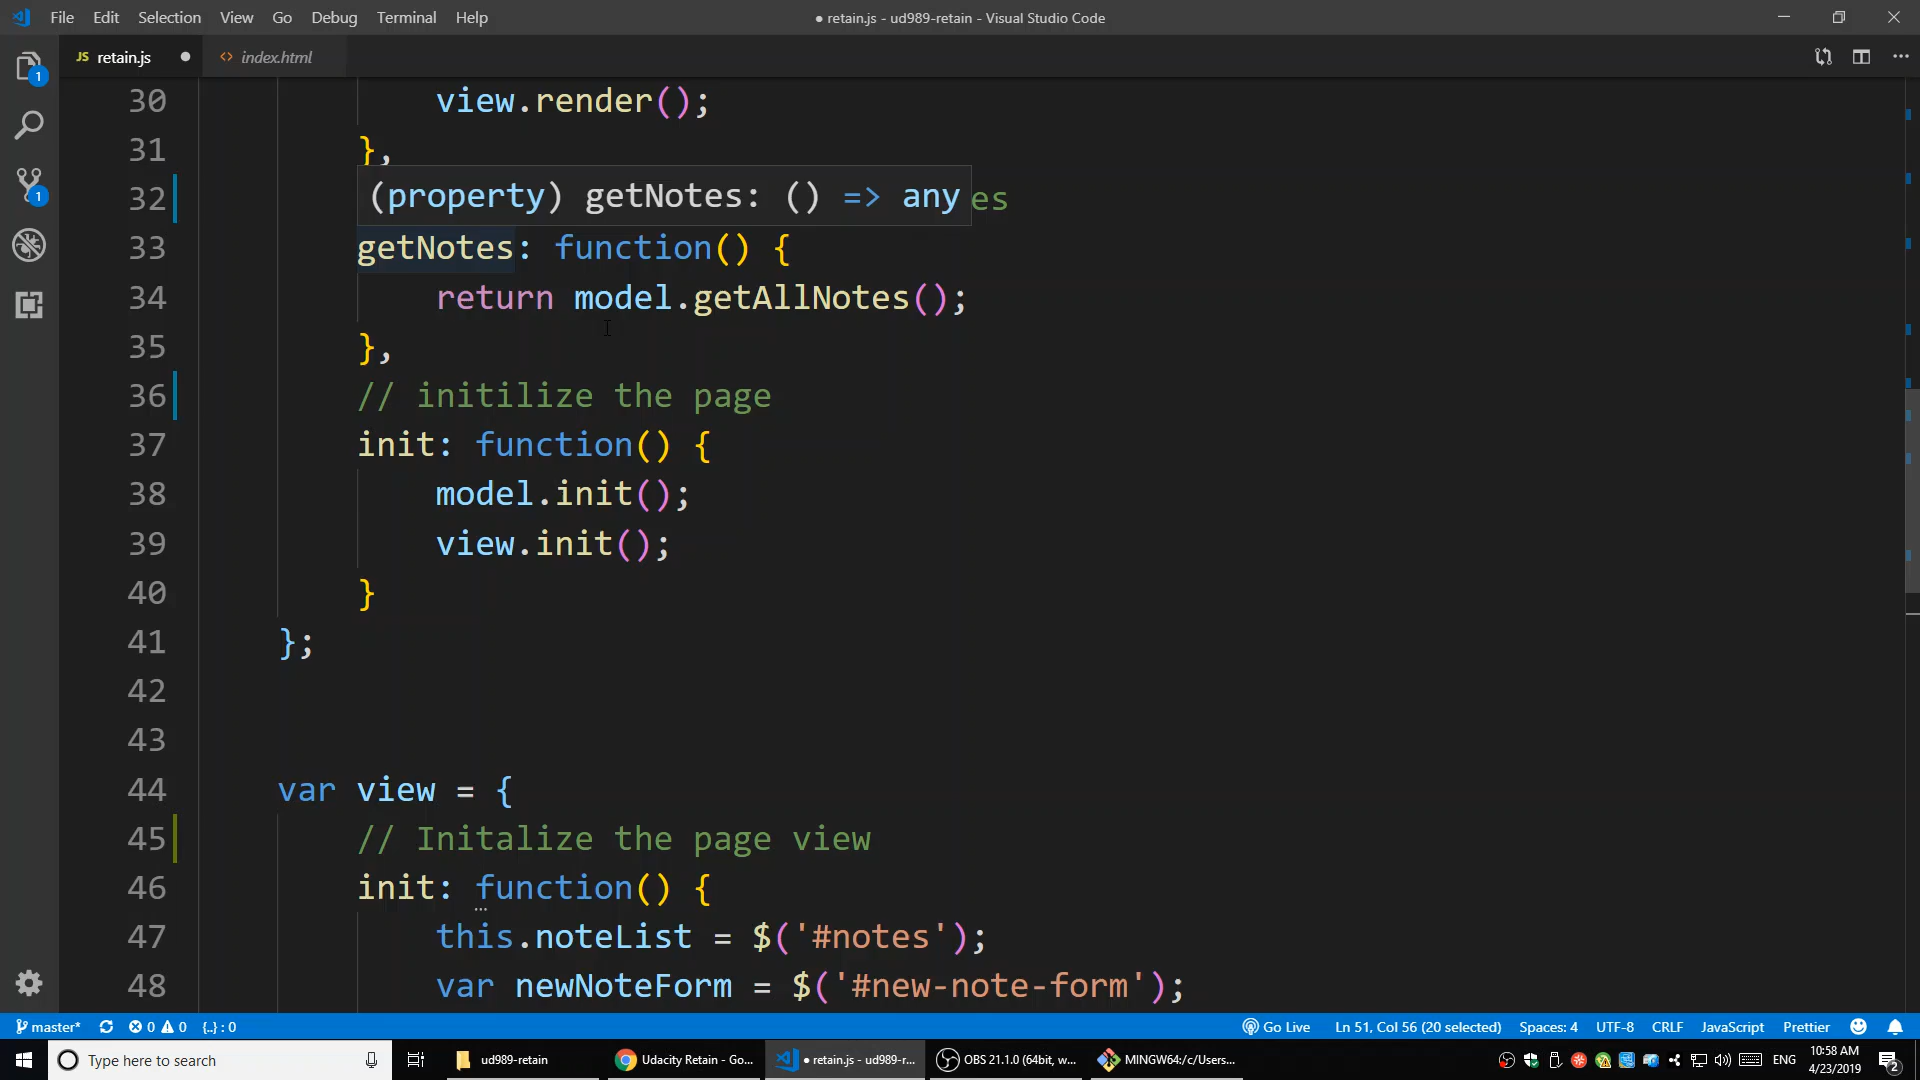 File Edit Selection View Go Debug Terminal Help ● retain.js - ud989-retain - Visual Studio Code
JS retain.js ● <> index.html
1
1
30 view.render();
31 },
32 es
(property) getNotes: () => any
33 getNotes: function() {
34 return model.getAllNotes();
35 },
36 // initilize the page
37 init: function() {
38 model.init();
39 view.init();
40 }
41 };
42
43
44 var view = {
45 // Initalize the page view
46 init: function() {
47 this.noteList = $('#notes');
48 var newNoteForm = $('#new-note-form');
master* 0 0 {..} : 0 Go Live Ln 51, Col 56 (20 selected) Spaces: 4 UTF-8 CRLF JavaScript Prettier
Type here to search ud989-retain Udacity Retain - Go... ● retain.js - ud989-r... OBS 21.1.0 (64bit, w... MINGW64:/c/Users... ENG 10:58 AM
4/23/2019
2